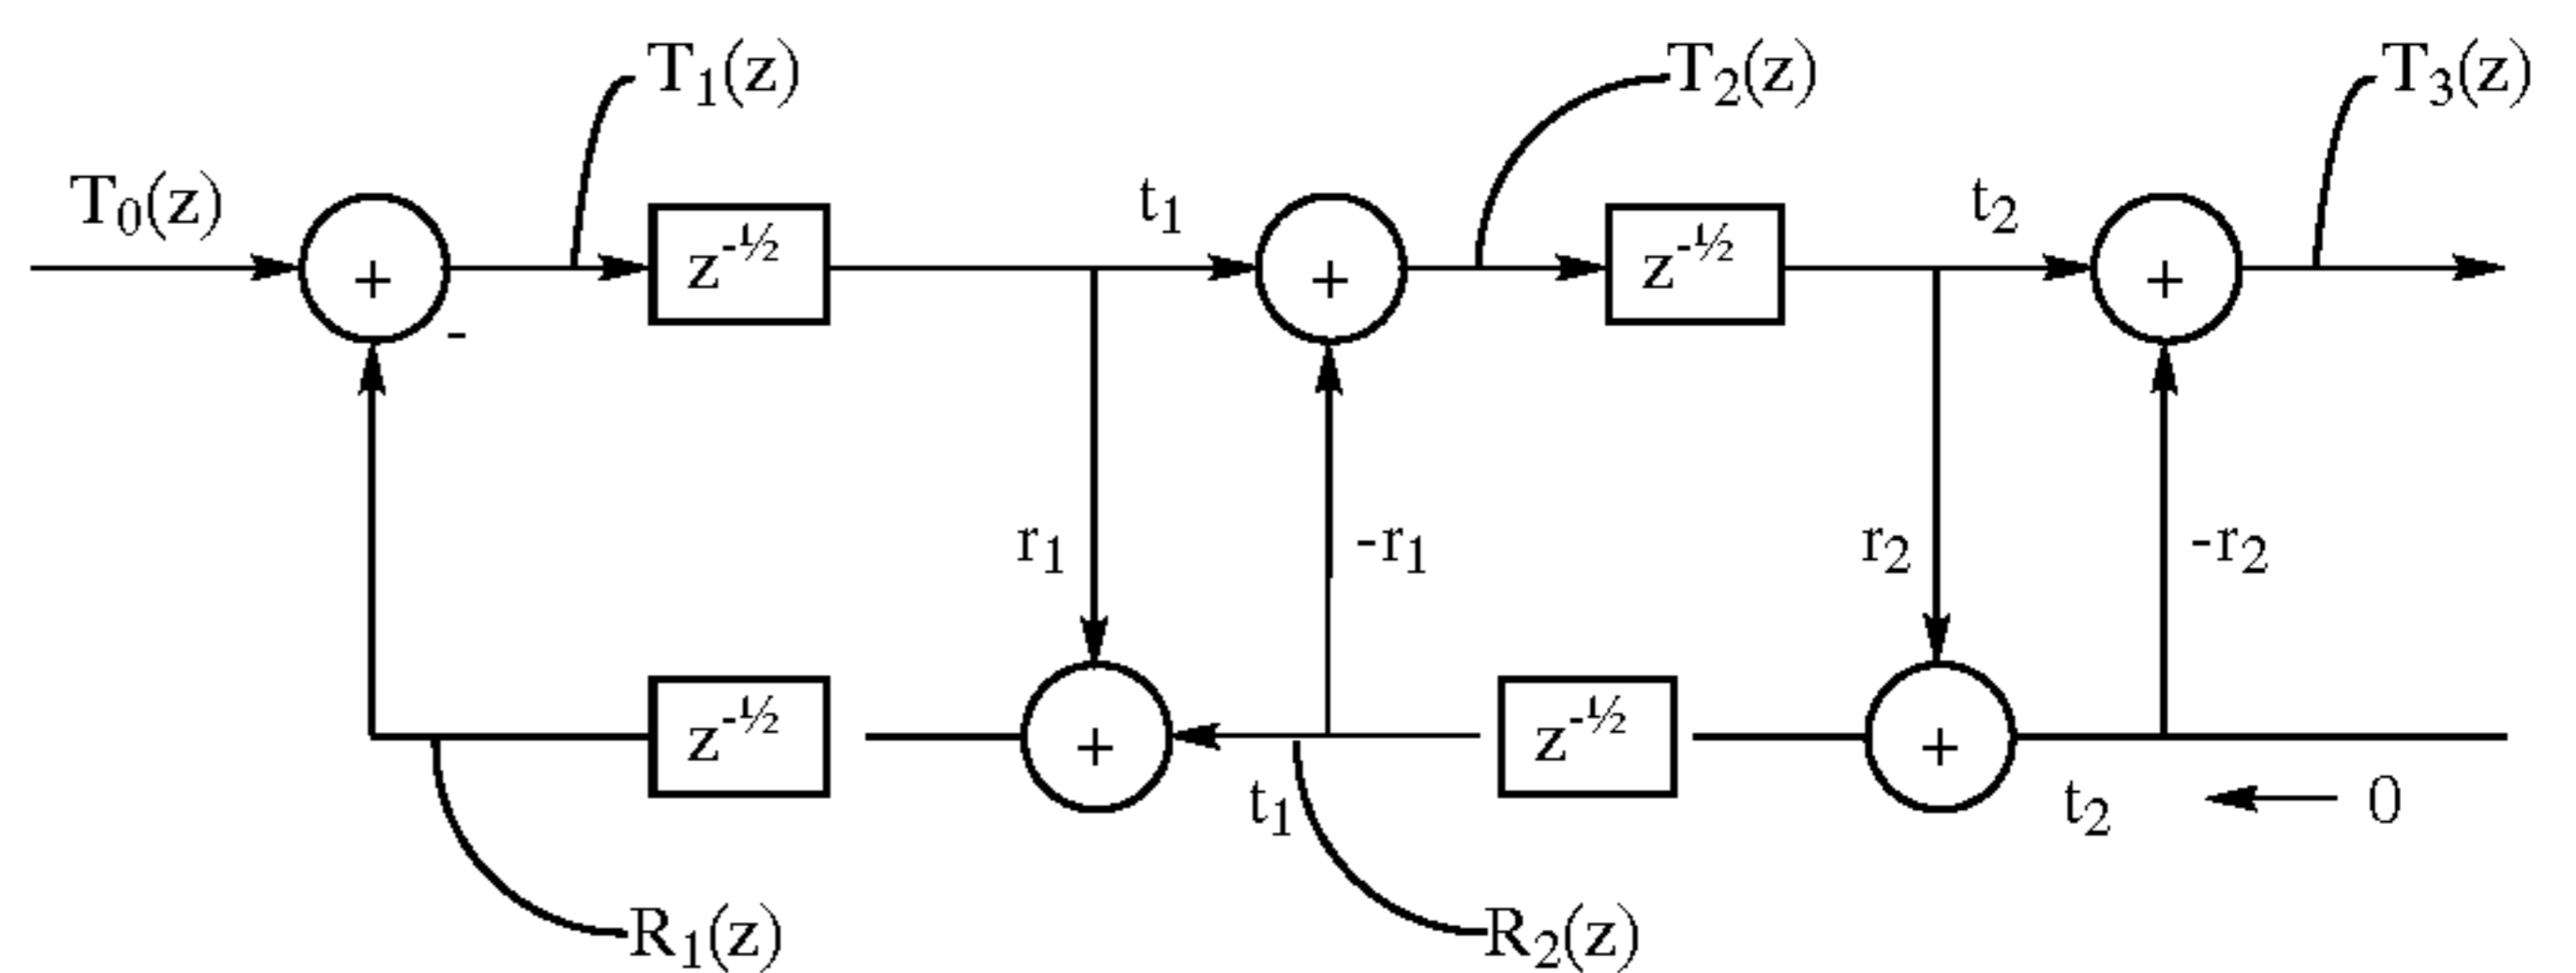 T₁(z) T₂(z) T₃(z)
T₀(z) + - z⁻½ t₁ + z⁻½ t₂ +
r₁ -r₁ r₂ -r₂
z⁻½ + t₁ z⁻½ + t₂ 0
R₁(z) R₂(z)